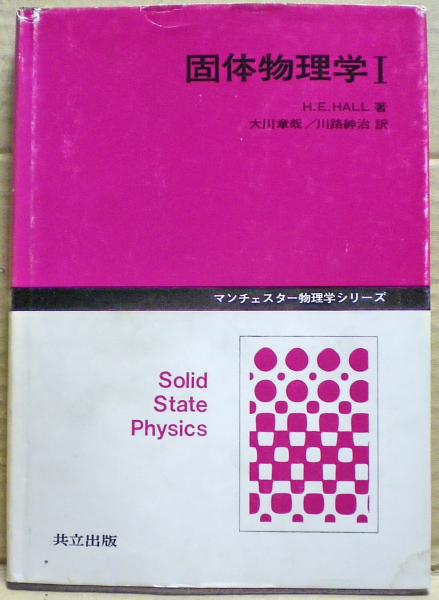 固体物理学 I
H.E.HALL 著
大川章哉／川路紳治 訳
マンチェスター物理学シリーズ
Solid
State
Physics
共立出版